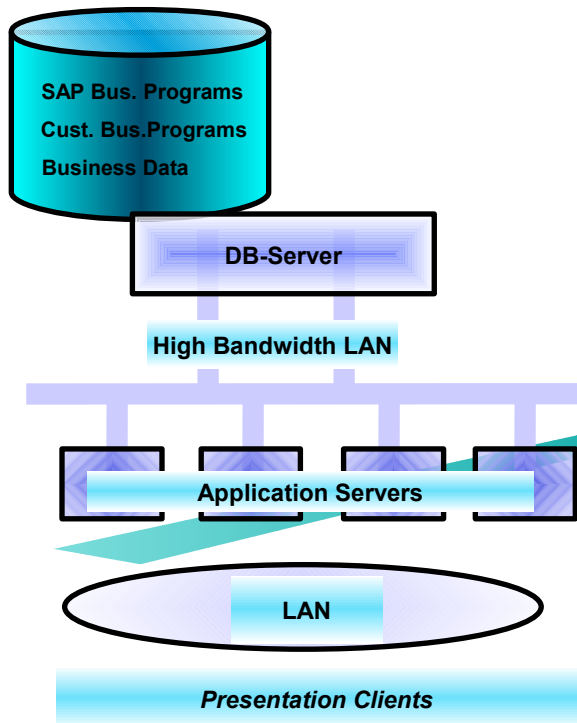 SAP Bus. Programs
Cust. Bus.Programs
Business Data
DB-Server
High Bandwidth LAN
Application Servers
LAN
Presentation Clients